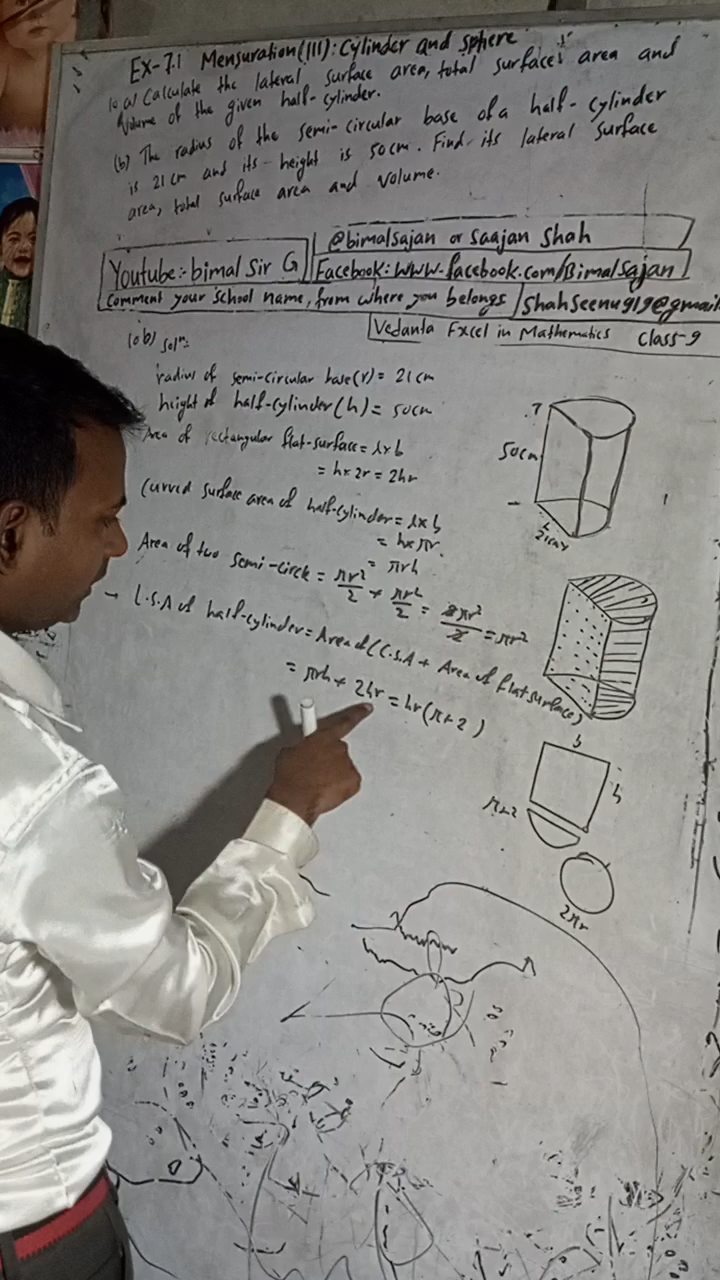 Ex-7.1 Mensuration(III): Cylinder and sphere
10 a) Calculate the lateral surface area, total surface area and
Volume of the given half-cylinder.
(b) The radius of the semi-circular base of a half-cylinder
is 21 cm and its height is 50cm. Find its lateral surface
area, total surface area and volume.
@bimalsajan or Saajan Shah
Youtube:- bimal Sir G
Facebook: www.facebook.com/Bimalsajan
Comment your school name, from where you belongs
Shahseenu919@gmail
Vedanta Excel in Mathematics Class-9
10b) Solⁿ:
radius of semi-circular base(r) = 21cm
height of half-cylinder(h) = 50cm
Area of rectangular flat-surface = l×b
= h×2r = 2hr
Curved surface area of half-cylinder = l×b
= h×πr
= πrh
Area of two semi-circle = πr²/2 + πr²/2 = 2πr²/2 = πr²
→ L.S.A of half-cylinder = Area of (C.S.A + Area of flat surface)
= πrh + 2hr = hr(π+2)
50cm
21cm
b
h
2πr